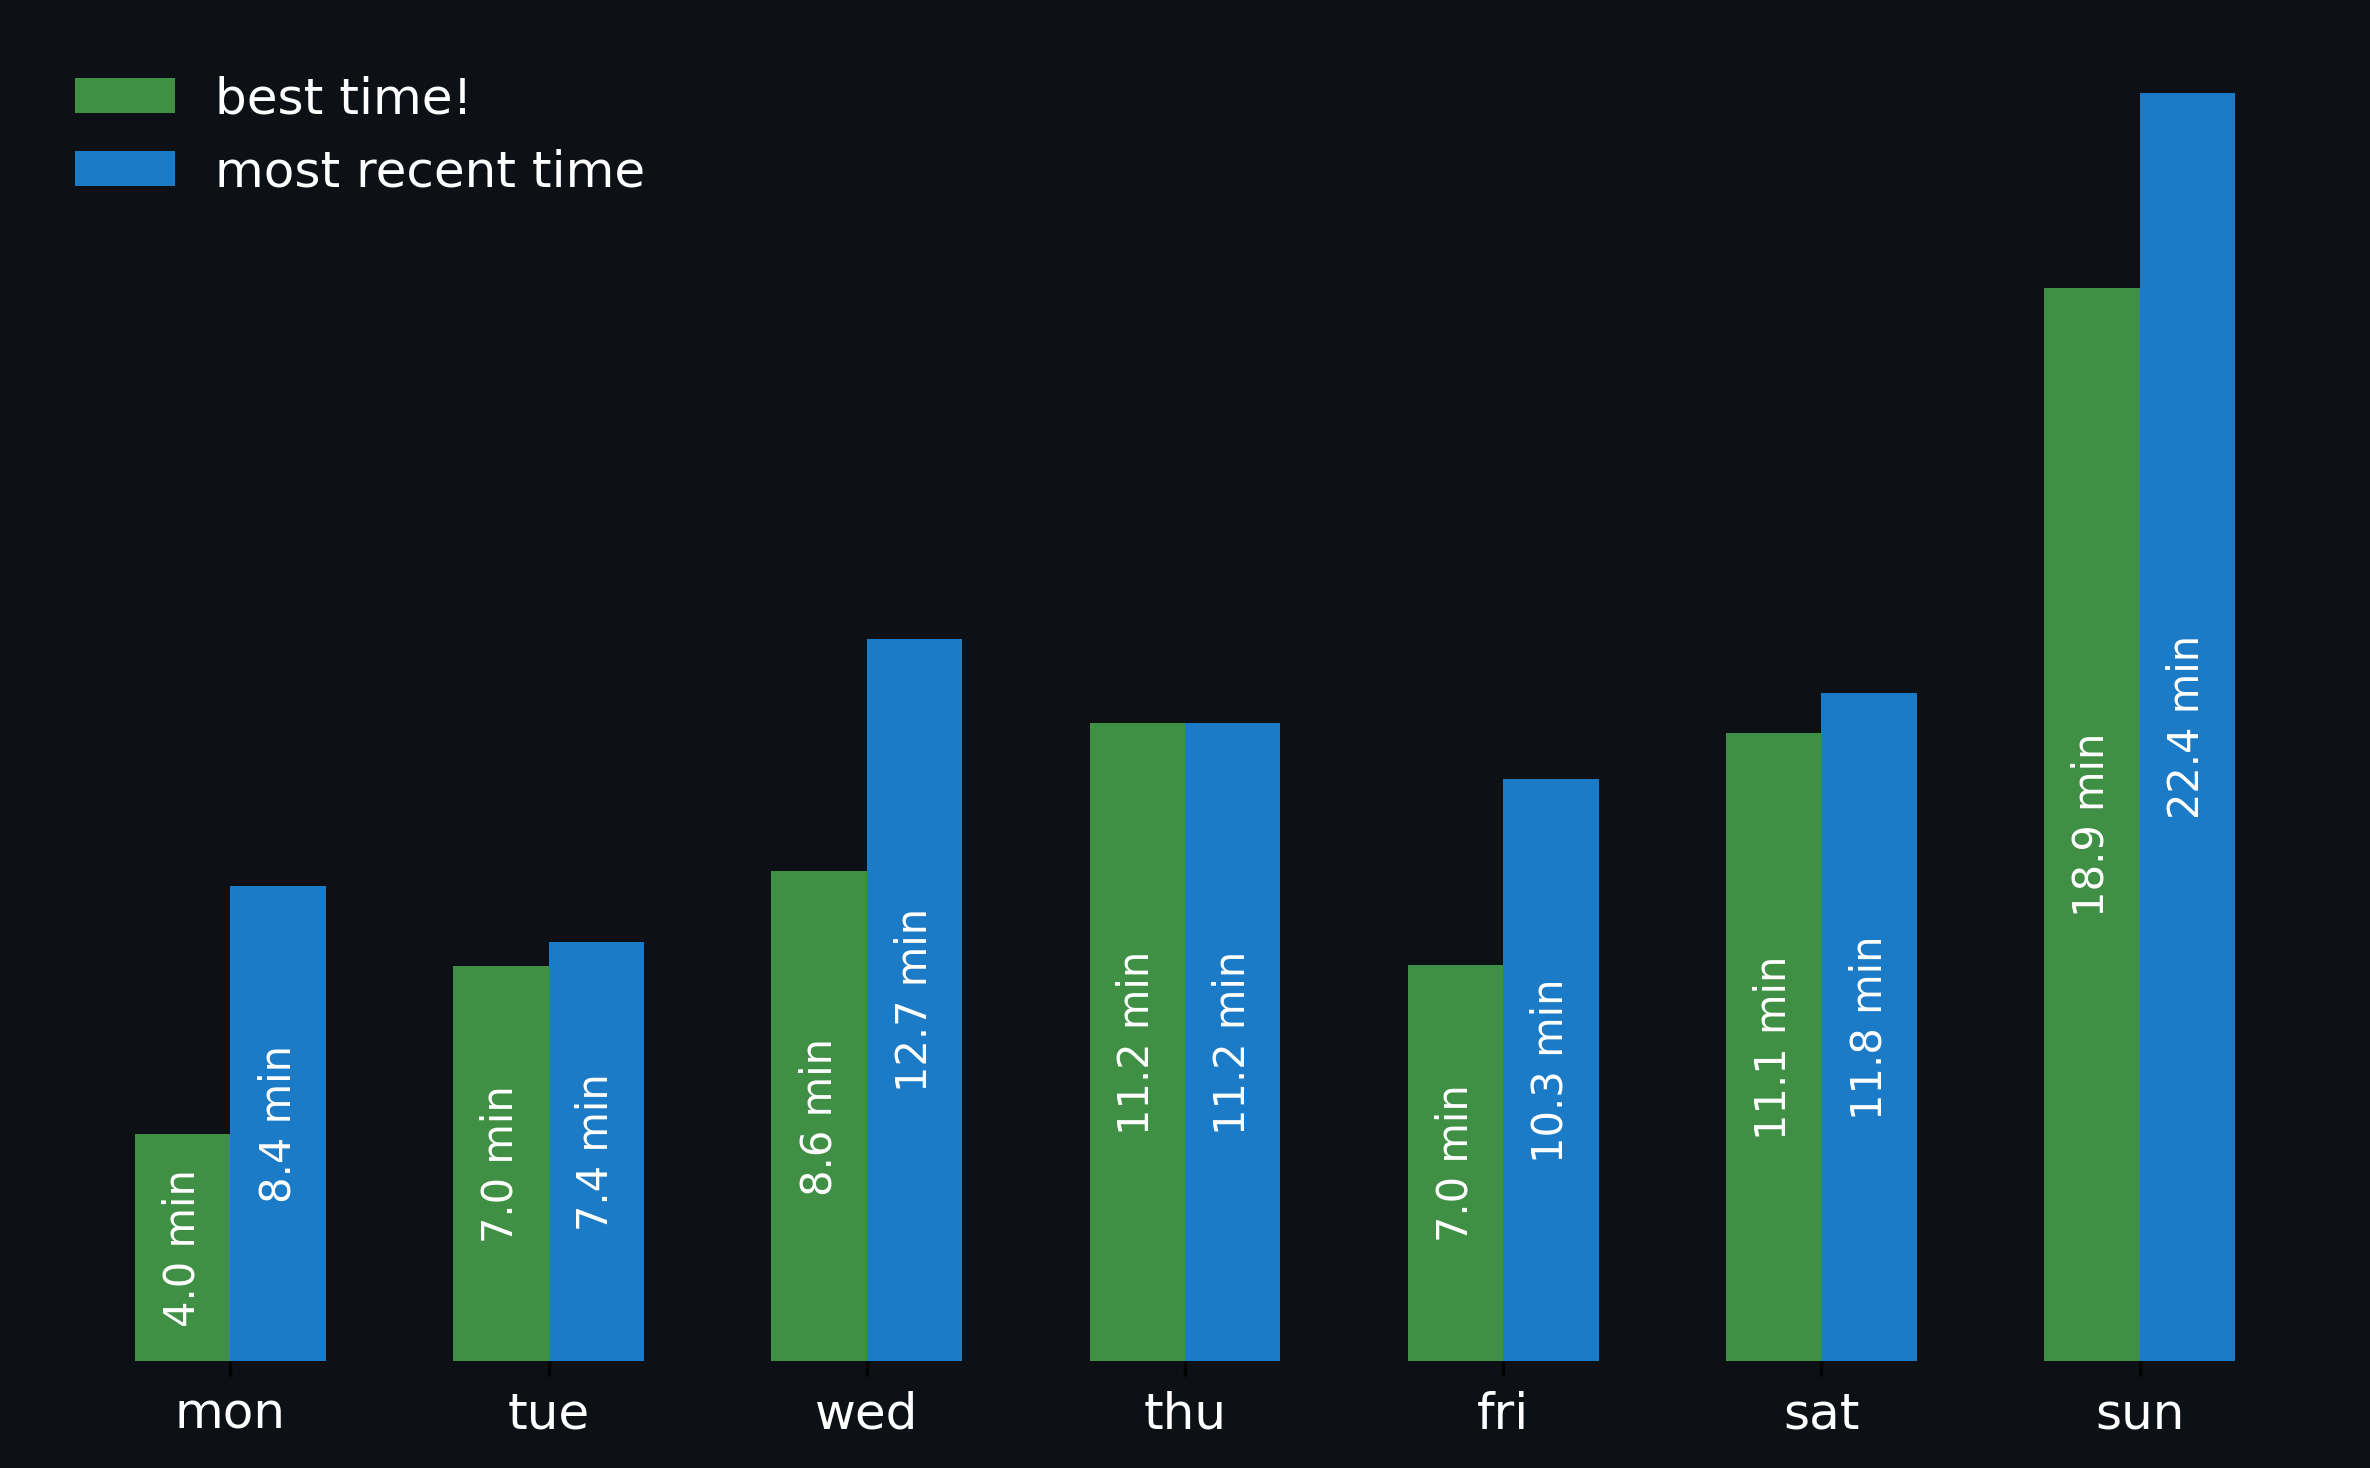 best time!
most recent time
4.0 min
8.4 min
7.0 min
7.4 min
8.6 min
12.7 min
11.2 min
11.2 min
7.0 min
10.3 min
11.1 min
11.8 min
18.9 min
22.4 min
mon
tue
wed
thu
fri
sat
sun